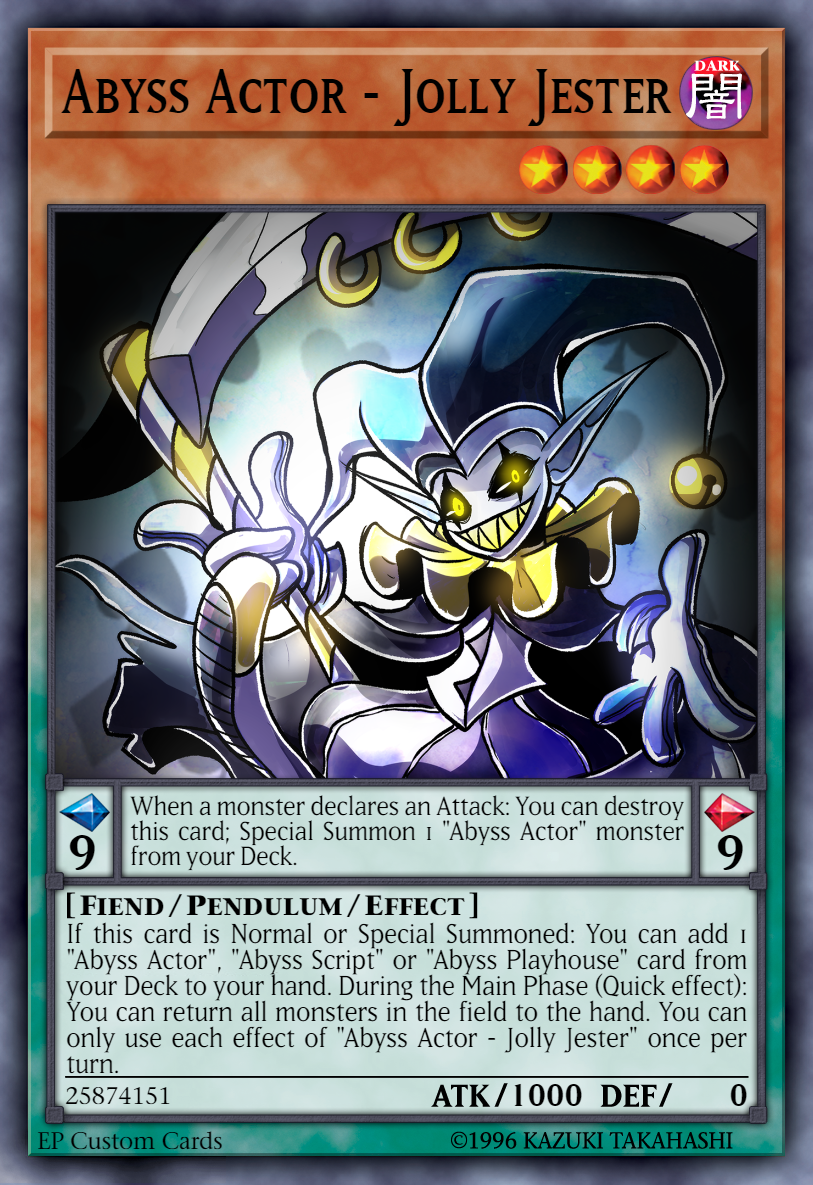 Abyss Actor - Jolly Jester
DARK
闇
When a monster declares an Attack: You can destroy
this card; Special Summon 1 "Abyss Actor" monster
from your Deck.
9
9
[ Fiend / Pendulum / Effect ]
If this card is Normal or Special Summoned: You can add 1
"Abyss Actor", "Abyss Script" or "Abyss Playhouse" card from
your Deck to your hand. During the Main Phase (Quick effect):
You can return all monsters in the field to the hand. You can
only use each effect of "Abyss Actor - Jolly Jester" once per
turn.
25874151
ATK/1000 DEF/ 0
EP Custom Cards
©1996 KAZUKI TAKAHASHI